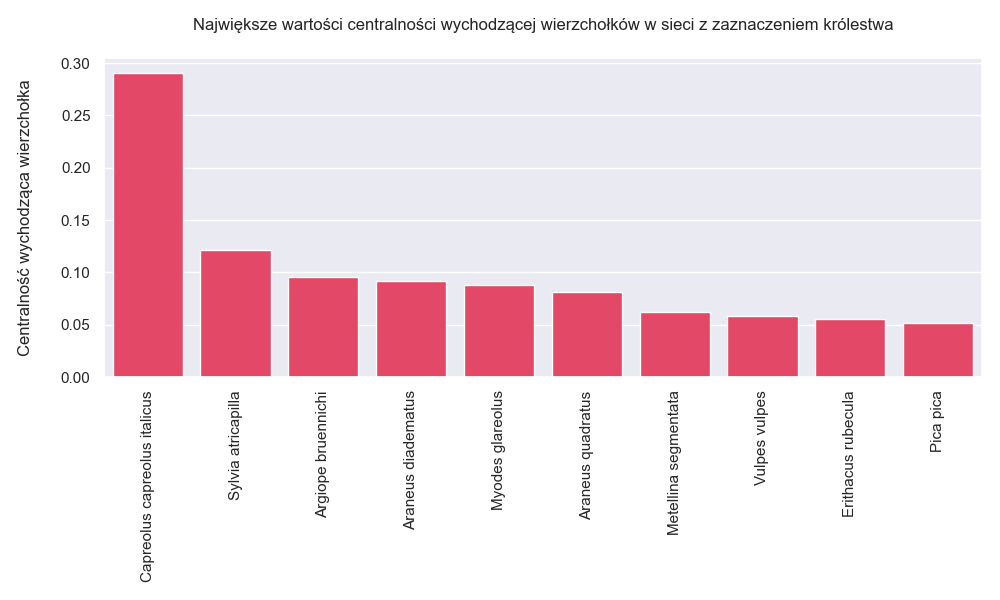 Największe wartości centralności wychodzącej wierzchołków w sieci z zaznaczeniem królestwa
Centralność wychodząca wierzchołka
0.30
0.25
0.20
0.15
0.10
0.05
0.00
Capreolus capreolus italicus
Sylvia atricapilla
Argiope bruennichi
Araneus diadematus
Myodes glareolus
Araneus quadratus
Metellina segmentata
Vulpes vulpes
Erithacus rubecula
Pica pica